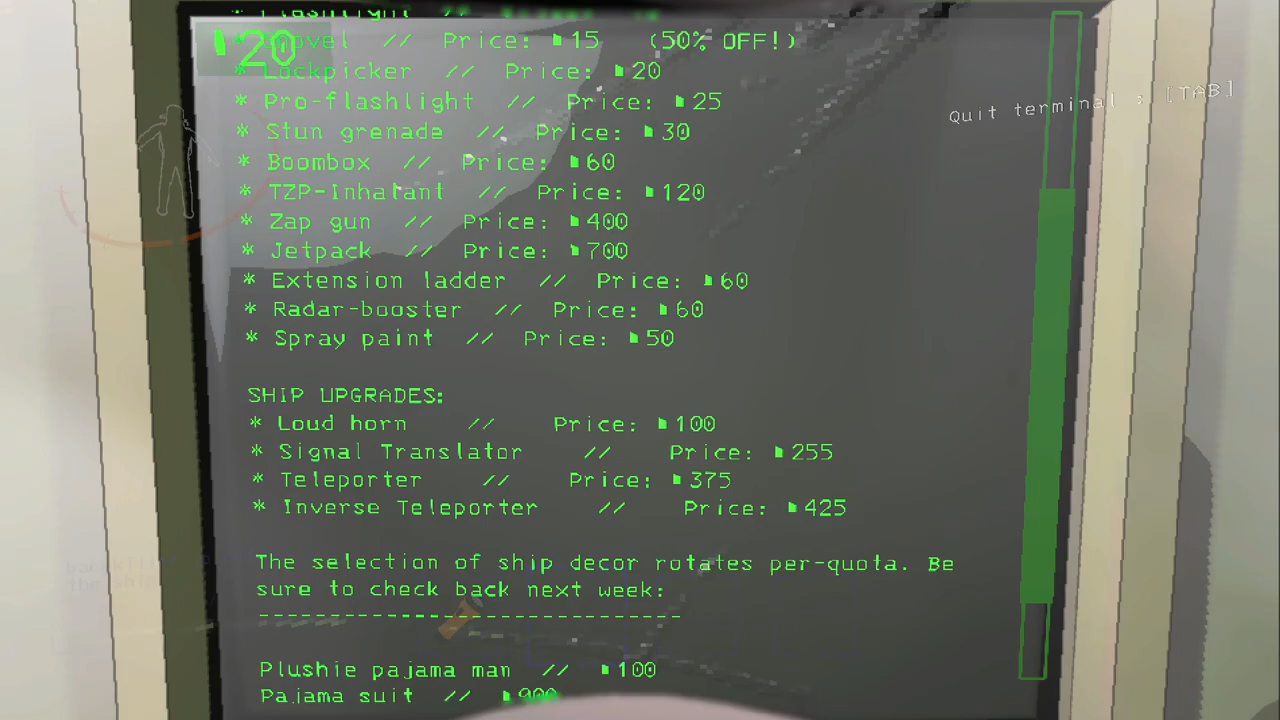 * Flashlight //
20
* Shovel // Price: 15 (50% OFF!)
* Lockpicker // Price: 20
* Pro-flashlight // Price: 25
* Stun grenade // Price: 30
* Boombox // Price: 60
* TZP-Inhalant // Price: 120
* Zap gun // Price: 400
* Jetpack // Price: 700
* Extension ladder // Price: 60
* Radar-booster // Price: 60
* Spray paint // Price: 50
SHIP UPGRADES:
* Loud horn // Price: 100
* Signal Translator // Price: 255
* Teleporter // Price: 375
* Inverse Teleporter // Price: 425
The selection of ship decor rotates per-quota. Be
sure to check back next week:
------------------------------
Plushie pajama man // 100
Pajama suit // 900
Quit terminal : [TAB]